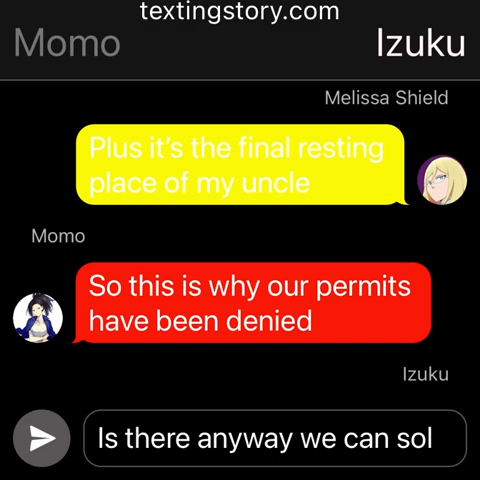 textingstory.com
Momo
Izuku
Melissa Shield
Plus it's the final resting
place of my uncle
Momo
So this is why our permits
have been denied
Izuku
Is there anyway we can sol